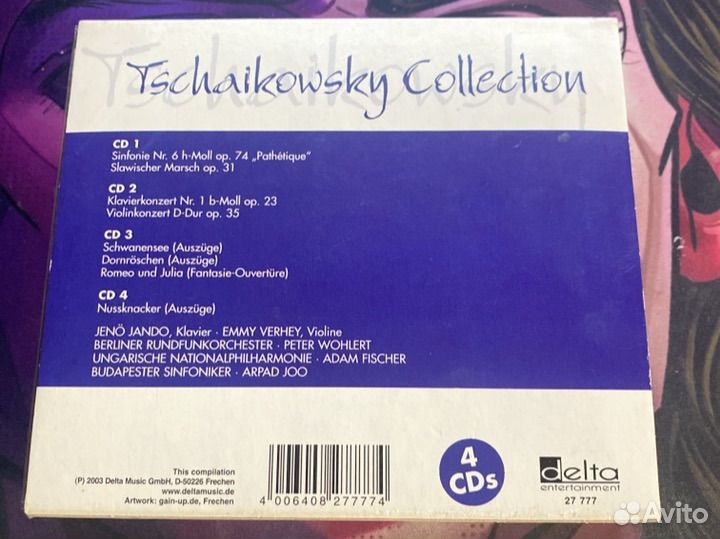 Tschaikowsky
Tschaikowsky Collection
CD 1
Sinfonie Nr. 6 h-Moll op. 74 „Pathétique"
Slawischer Marsch op. 31
CD 2
Klavierkonzert Nr. 1 b-Moll op. 23
Violinkonzert D-Dur op. 35
CD 3
Schwanensee (Auszüge)
Dornröschen (Auszüge)
Romeo und Julia (Fantasie-Ouvertüre)
CD 4
Nussknacker (Auszüge)
JENÖ JANDO, Klavier · EMMY VERHEY, Violine
BERLINER RUNDFUNKORCHESTER · PETER WOHLERT
UNGARISCHE NATIONALPHILHARMONIE · ADAM FISCHER
BUDAPESTER SINFONIKER · ARPAD JOO
This compilation
(P) 2003 Delta Music GmbH, D-50226 Frechen
www.deltamusic.de
Artwork: gain-up.de, Frechen
4 006408 277774
4
CDs
delta
entertainment
27 777
Avito